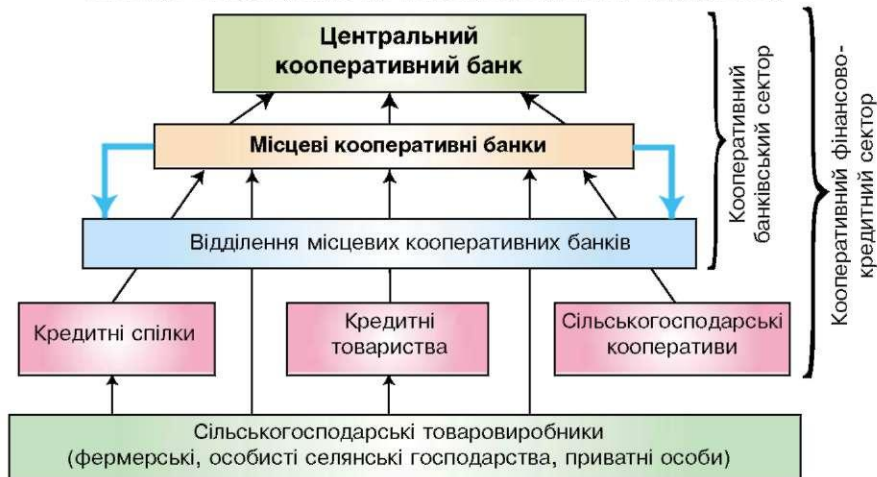 Центральний
кооперативний банк
Місцеві кооперативні банки
Відділення місцевих кооперативних банків
Кредитні спілки
Кредитні
товариства
Сільськогосподарські
кооперативи
Сільськогосподарські товаровиробники
(фермерські, особисті селянські господарства, приватні особи)
Кооперативний
банківський сектор
Кооперативний фінансово-
кредитний сектор